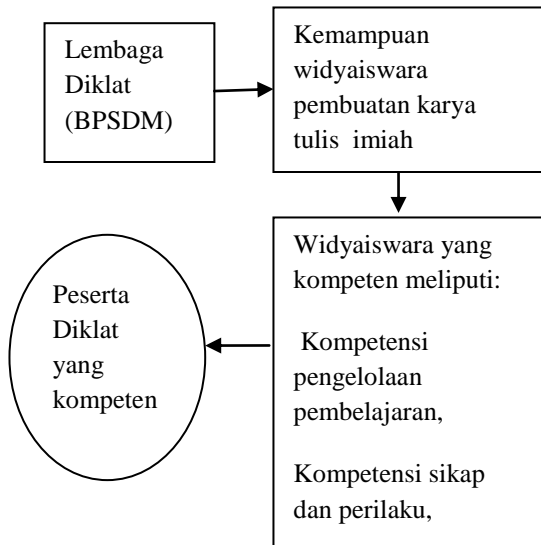 Lembaga
Diklat
(BPSDM)
Kemampuan
widyaiswara
pembuatan karya
tulis imiah
Widyaiswara yang
kompeten meliputi:
Kompetensi
pengelolaan
pembelajaran,
Kompetensi sikap
dan perilaku,
Peserta
Diklat
yang
kompeten